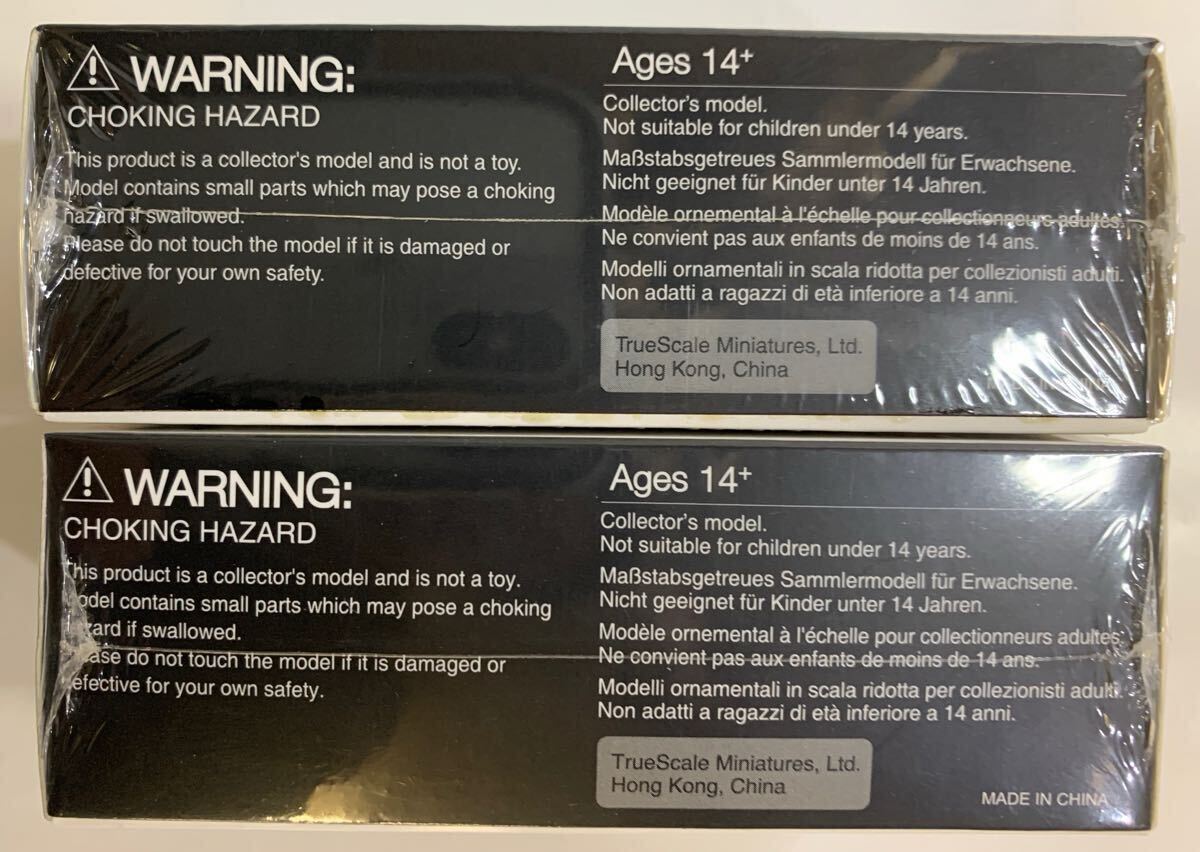 WARNING:
CHOKING HAZARD
This product is a collector's model and is not a toy.
Model contains small parts which may pose a choking
hazard if swallowed.
Please do not touch the model if it is damaged or
defective for your own safety.
Ages 14+
Collector's model.
Not suitable for children under 14 years.
Maßstabsgetreues Sammlermodell für Erwachsene.
Nicht geeignet für Kinder unter 14 Jahren.
Modèle ornemental à l'échelle pour collectionneurs adultes.
Ne convient pas aux enfants de moins de 14 ans.
Modelli ornamentali in scala ridotta per collezionisti adulti.
Non adatti a ragazzi di età inferiore a 14 anni.
TrueScale Miniatures, Ltd.
Hong Kong, China
MADE IN CHINA
WARNING:
CHOKING HAZARD
This product is a collector's model and is not a toy.
Model contains small parts which may pose a choking
hazard if swallowed.
Please do not touch the model if it is damaged or
defective for your own safety.
Ages 14+
Collector's model.
Not suitable for children under 14 years.
Maßstabsgetreues Sammlermodell für Erwachsene.
Nicht geeignet für Kinder unter 14 Jahren.
Modèle ornemental à l'échelle pour collectionneurs adultes.
Ne convient pas aux enfants de moins de 14 ans.
Modelli ornamentali in scala ridotta per collezionisti adulti.
Non adatti a ragazzi di età inferiore a 14 anni.
TrueScale Miniatures, Ltd.
Hong Kong, China
MADE IN CHINA